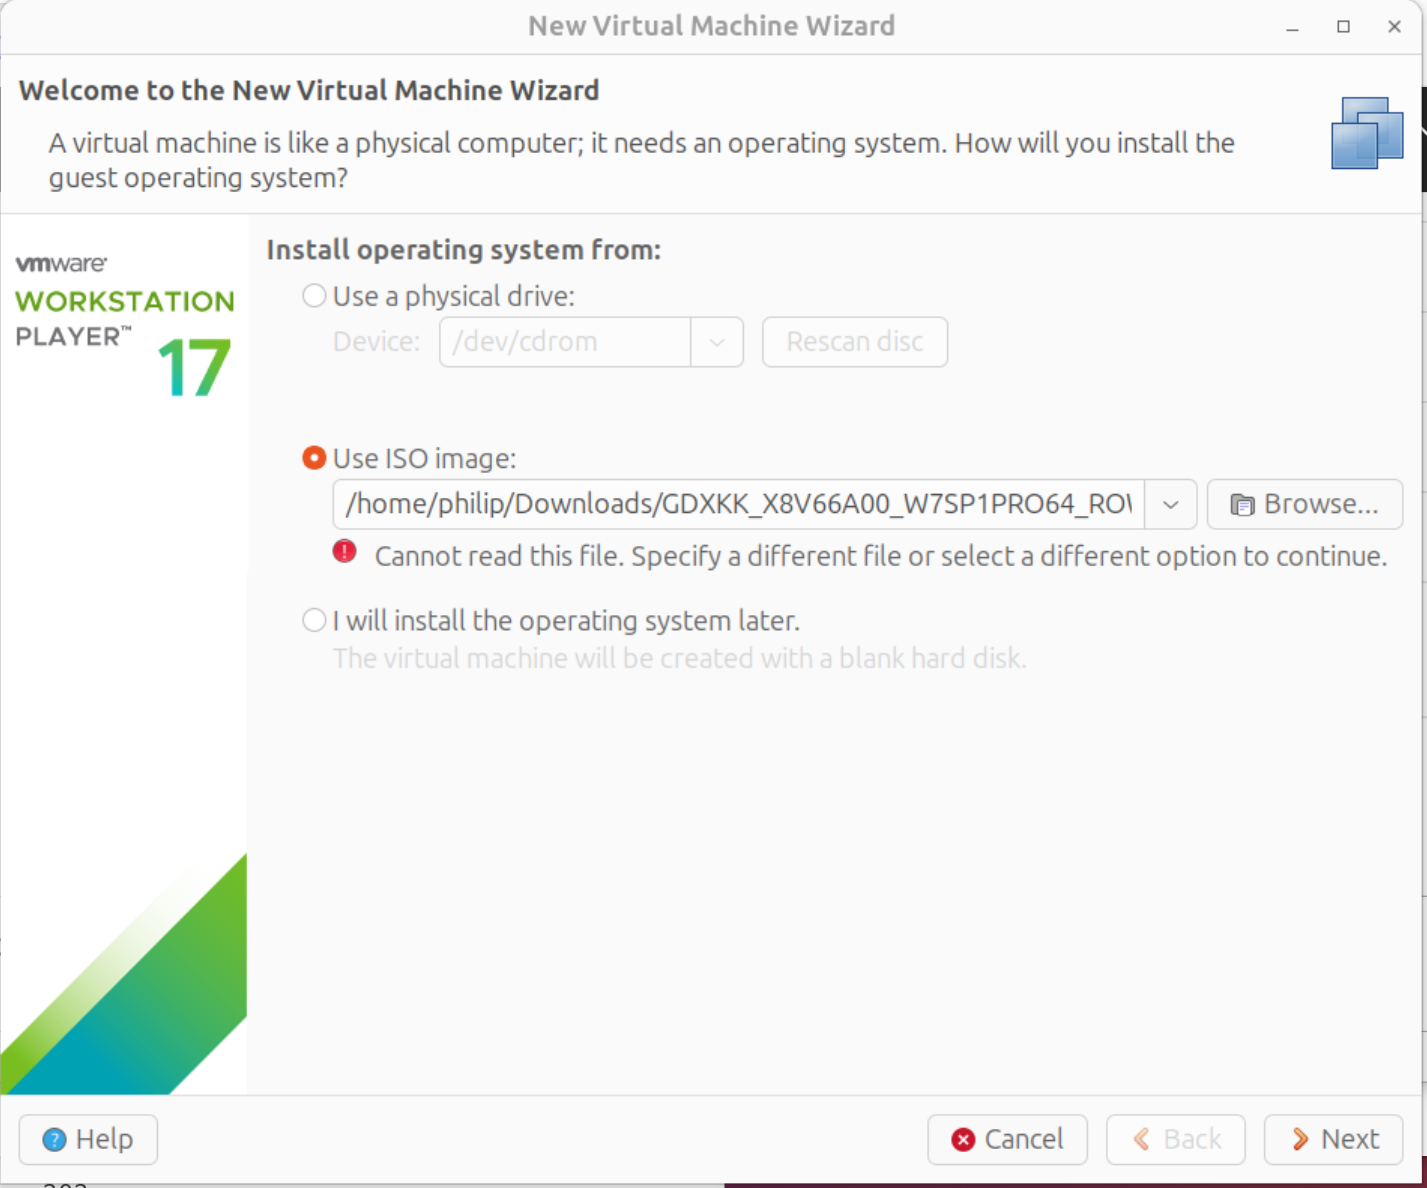 New Virtual Machine Wizard
Welcome to the New Virtual Machine Wizard
A virtual machine is like a physical computer; it needs an operating system. How will you install the
guest operating system?
vmware
WORKSTATION
PLAYER™
17
Install operating system from:
Use a physical drive:
Device: /dev/cdrom Rescan disc
Use ISO image:
/home/philip/Downloads/GDXKK_X8V66A00_W7SP1PRO64_RO Browse...
Cannot read this file. Specify a different file or select a different option to continue.
I will install the operating system later.
The virtual machine will be created with a blank hard disk.
Help Cancel Back Next